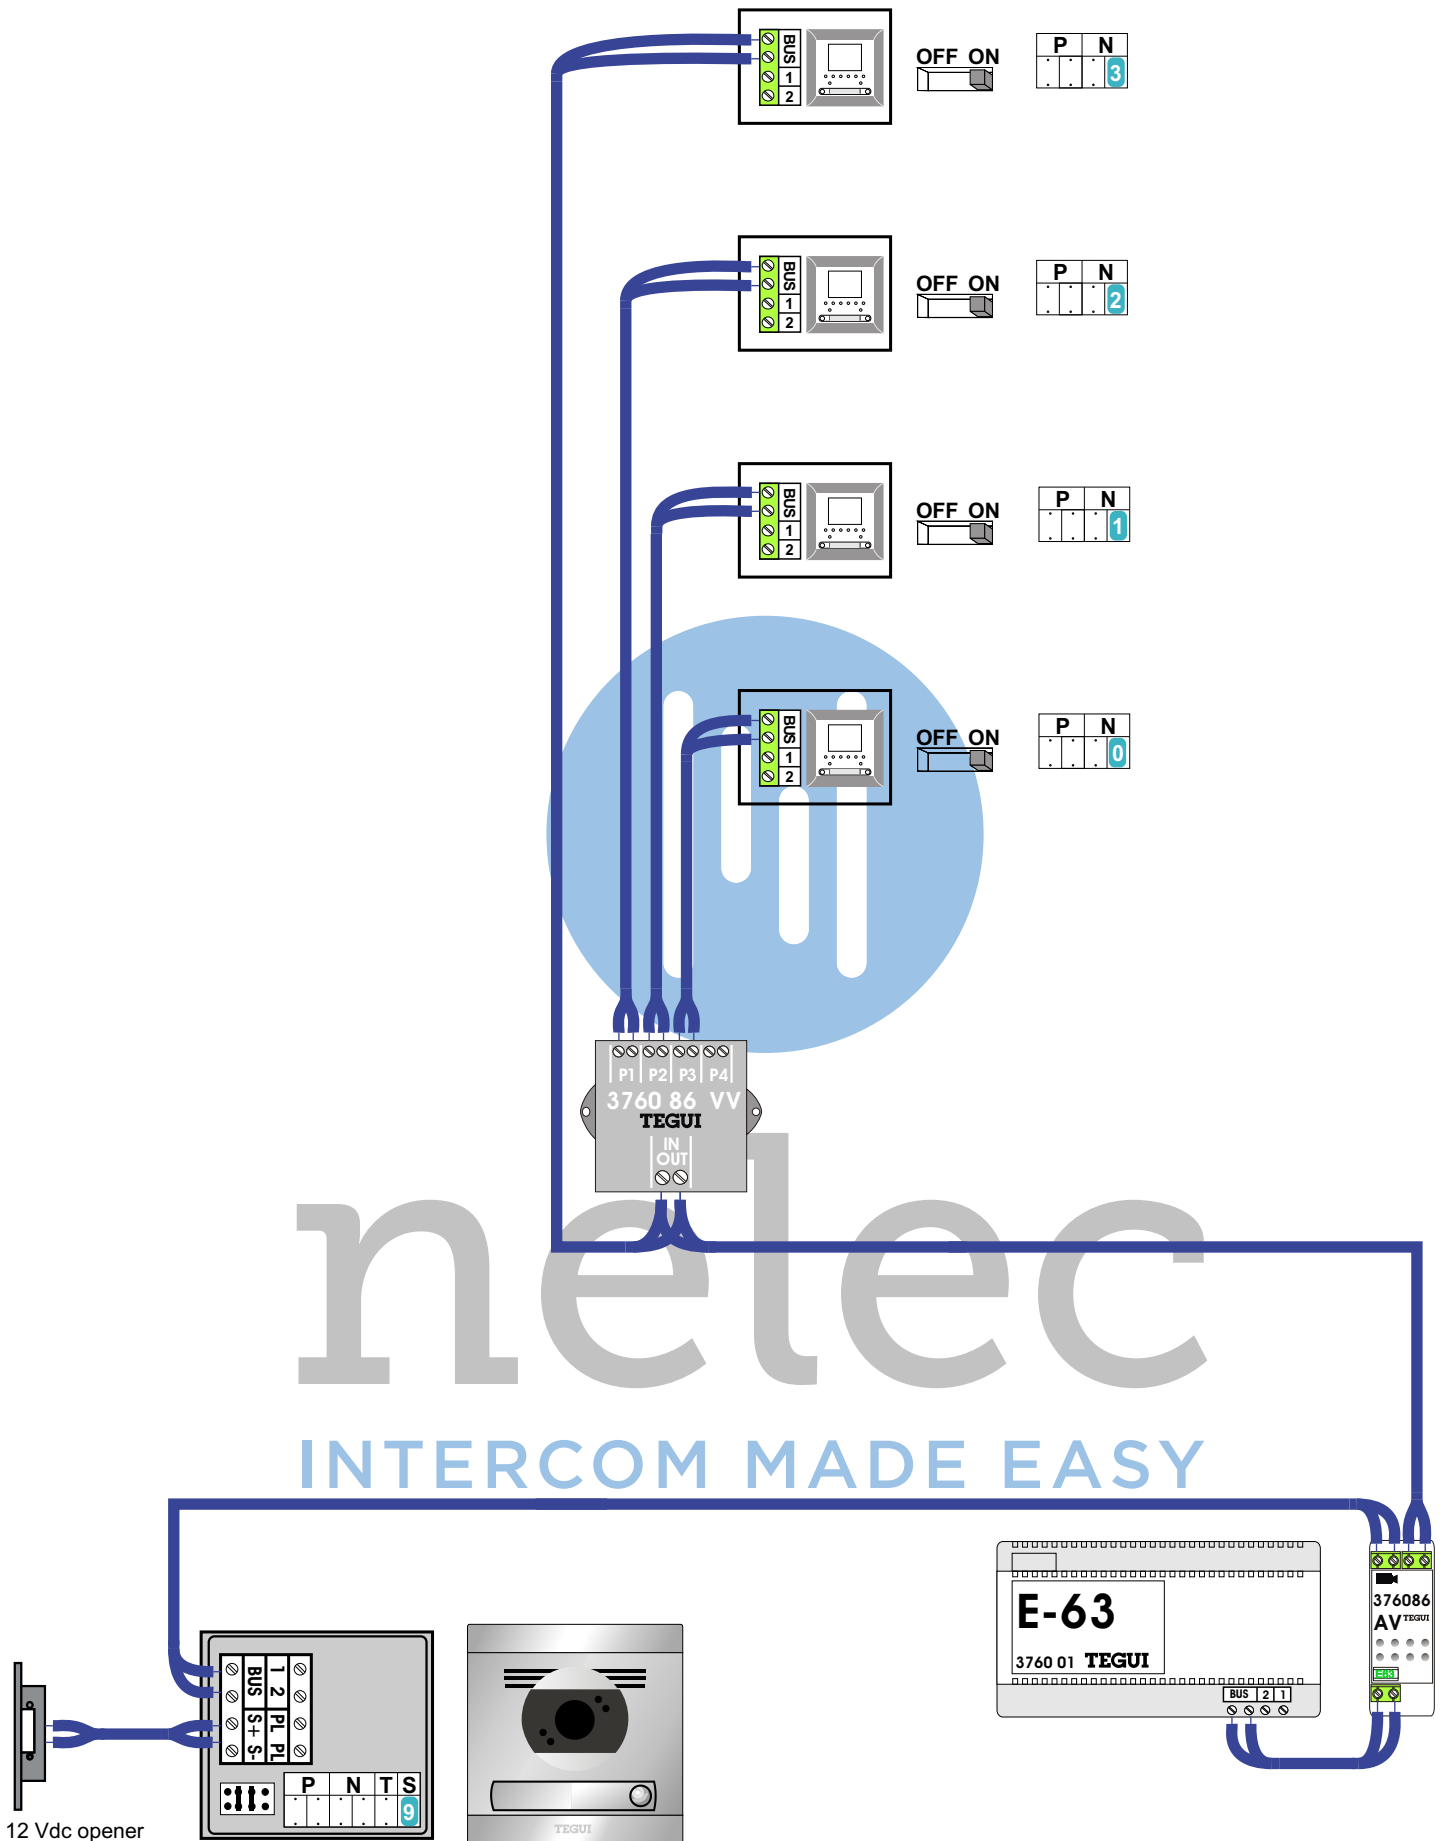 BUS
1
2
OFF ON
P N
3
BUS
1
2
OFF ON
P N
2
BUS
1
2
OFF ON
P N
1
BUS
1
2
OFF ON
P N
0
P1 P2 P3 P4
3760 86 VV
TEGUI
IN
OUT
nelec
INTERCOM MADE EASY
E-63
3760 01 TEGUI
BUS 2 1
376086
AV TEGUI
E63
BUS 1 2
S+ S- PL PL
P N T S
9
TEGUI
12 Vdc opener